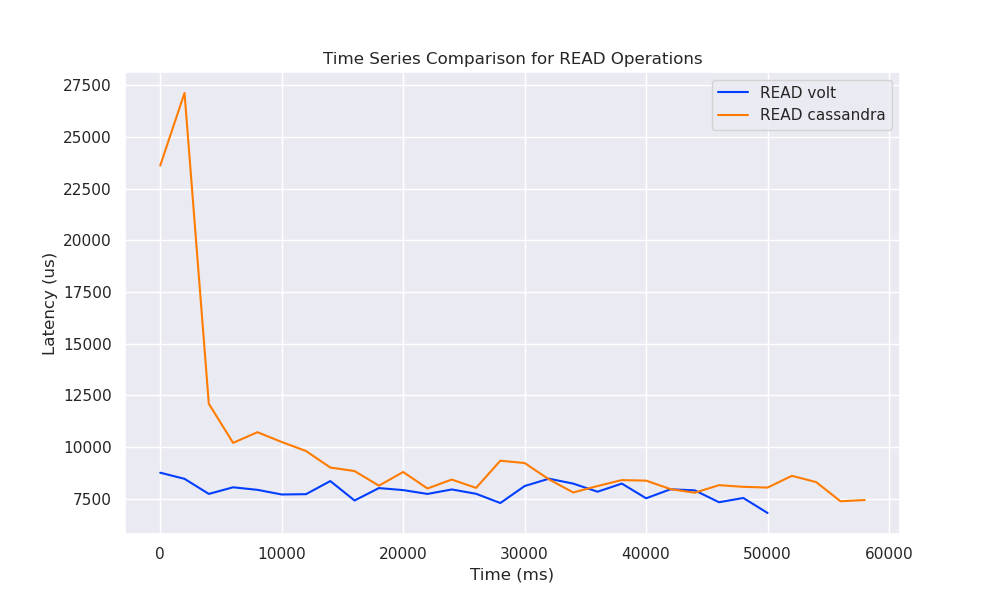 Time Series Comparison for READ Operations
READ volt
READ cassandra
Latency (us)
27500
25000
22500
20000
17500
15000
12500
10000
7500
0 10000 20000 30000 40000 50000 60000
Time (ms)